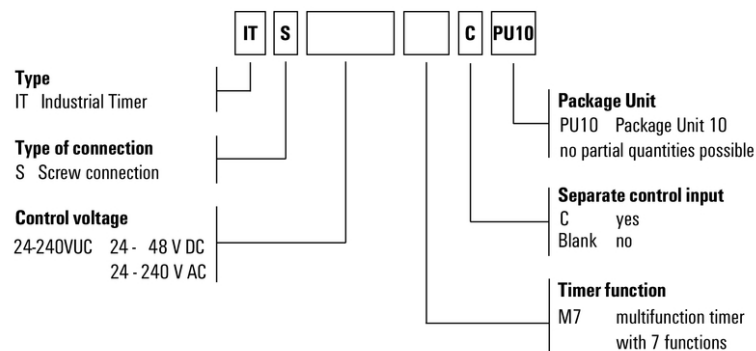 IT S C PU10
Type
IT Industrial Timer
Type of connection
S Screw connection
Control voltage
24-240VUC 24 - 48 V DC
24 - 240 V AC
Package Unit
PU10 Package Unit 10
no partial quantities possible
Separate control input
C yes
Blank no
Timer function
M7 multifunction timer
with 7 functions